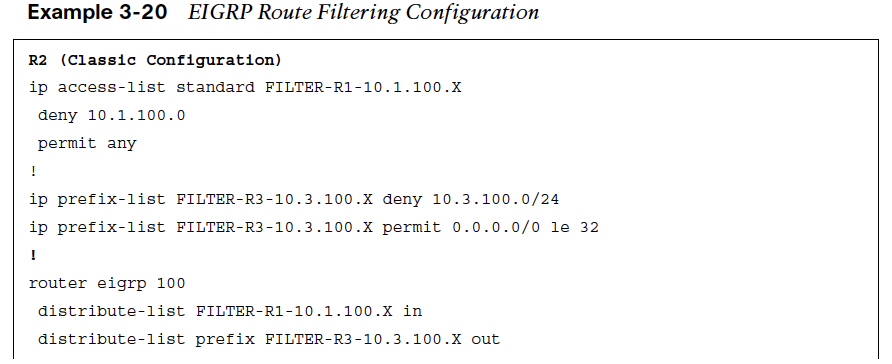 Example 3-20 EIGRP Route Filtering Configuration
R2 (Classic Configuration)
ip access-list standard FILTER-R1-10.1.100.X
deny 10.1.100.0
permit any
!
ip prefix-list FILTER-R3-10.3.100.X deny 10.3.100.0/24
ip prefix-list FILTER-R3-10.3.100.X permit 0.0.0.0/0 le 32
!
router eigrp 100
distribute-list FILTER-R1-10.1.100.X in
distribute-list prefix FILTER-R3-10.3.100.X out